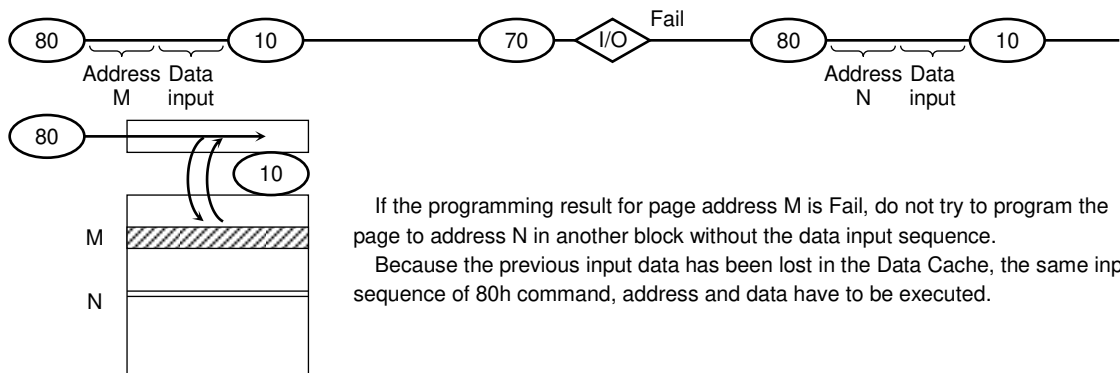 Fail
80 10 70 I/O 80 10
Address Data Address Data
M input N input
80
10
If the programming result for page address M is Fail, do not try to program the
M page to address N in another block without the data input sequence.
Because the previous input data has been lost in the Data Cache, the same inp
N sequence of 80h command, address and data have to be executed.